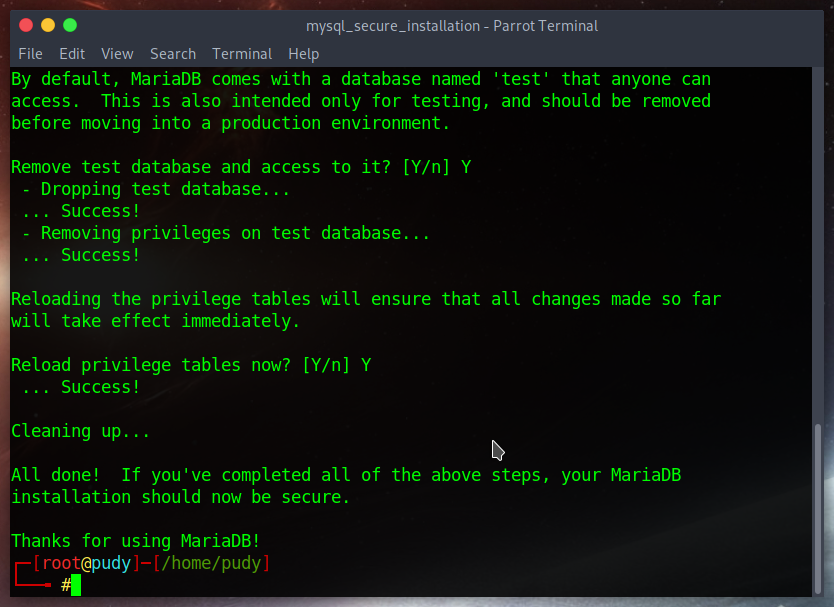 mysql_secure_installation - Parrot Terminal
File Edit View Search Terminal Help
By default, MariaDB comes with a database named 'test' that anyone can
access.  This is also intended only for testing, and should be removed
before moving into a production environment.
Remove test database and access to it? [Y/n] Y
 - Dropping test database...
 ... Success!
 - Removing privileges on test database...
 ... Success!
Reloading the privilege tables will ensure that all changes made so far
will take effect immediately.
Reload privilege tables now? [Y/n] Y
 ... Success!
Cleaning up...
All done!  If you've completed all of the above steps, your MariaDB
installation should now be secure.
Thanks for using MariaDB!
┌─[root@pudy]─[/home/pudy]
└──╼ #